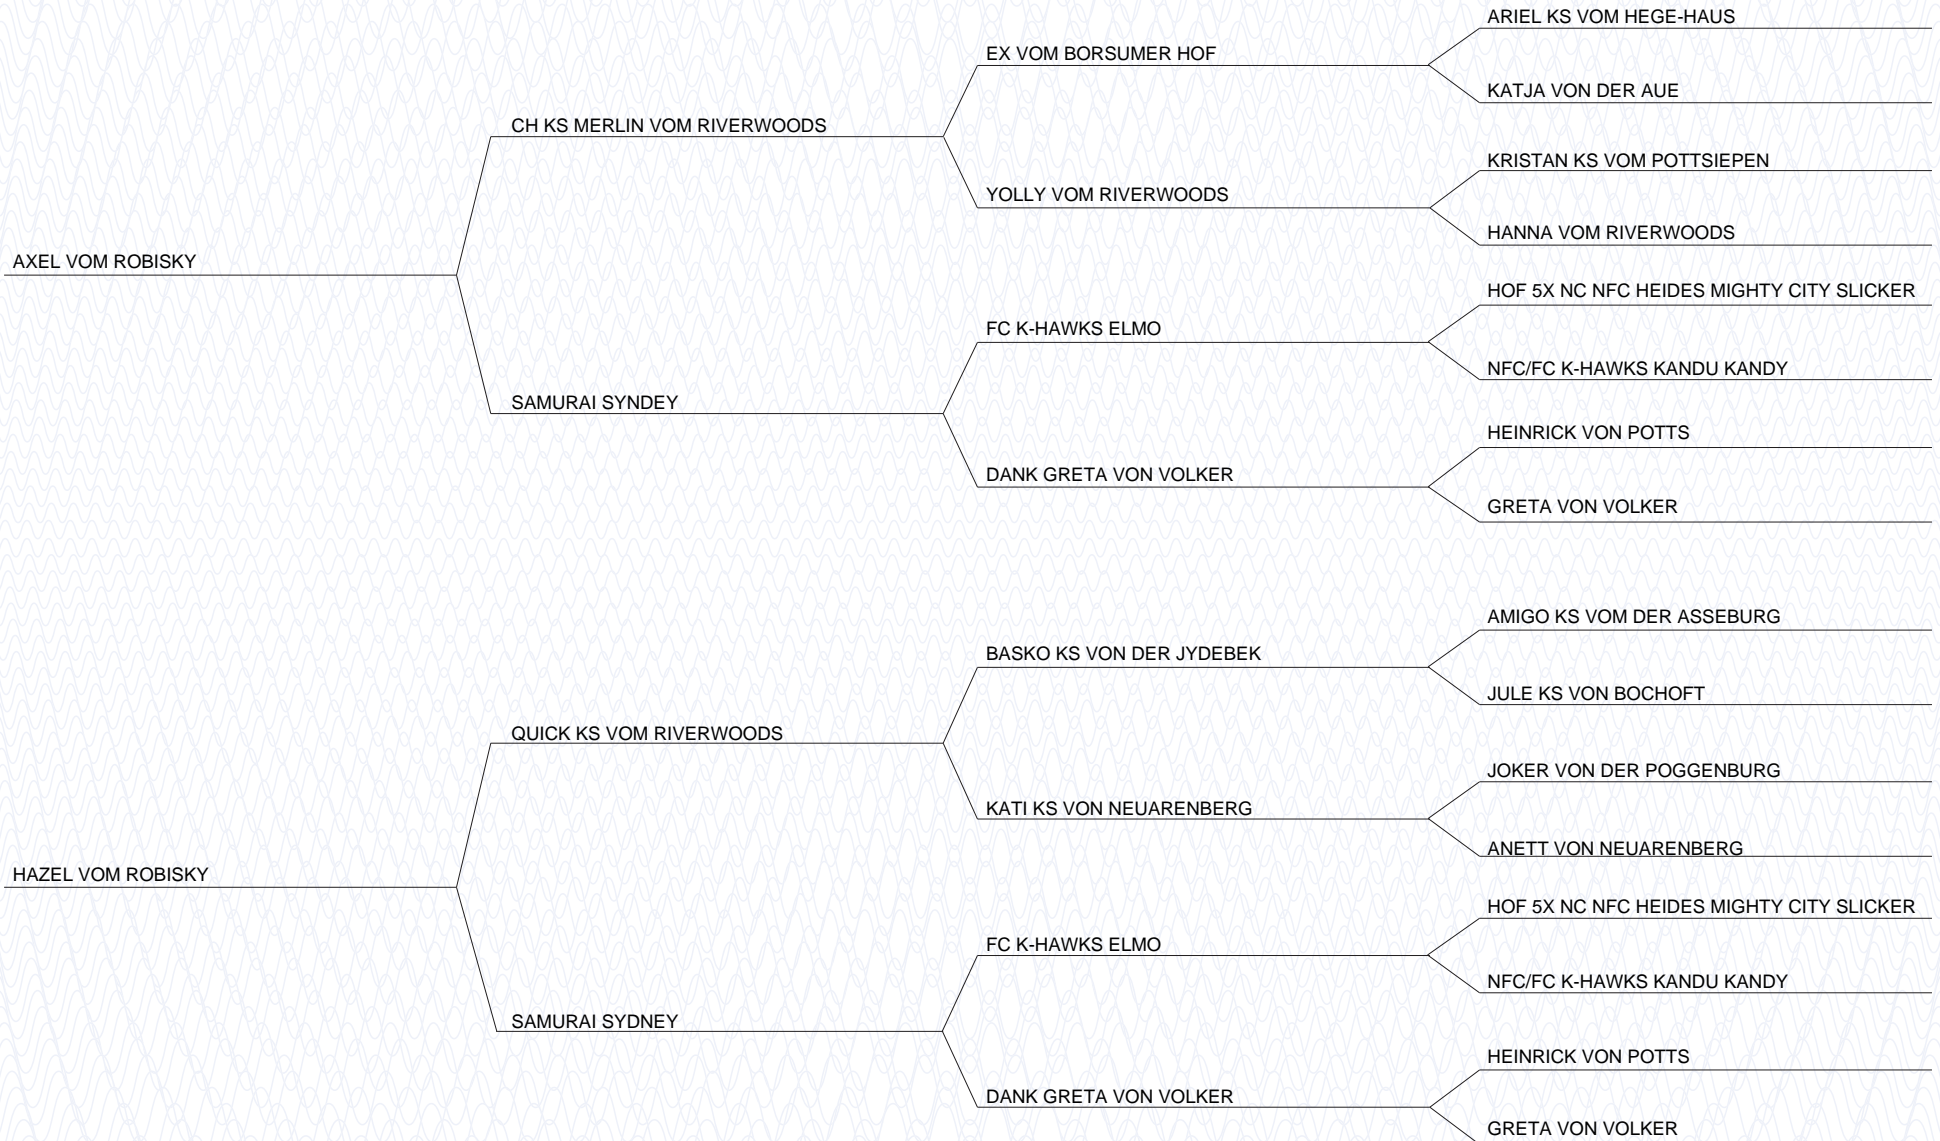 ARIEL KS VOM HEGE-HAUS
EX VOM BORSUMER HOF
KATJA VON DER AUE
CH KS MERLIN VOM RIVERWOODS
KRISTAN KS VOM POTTSIEPEN
YOLLY VOM RIVERWOODS
HANNA VOM RIVERWOODS
AXEL VOM ROBISKY
HOF 5X NC NFC HEIDES MIGHTY CITY SLICKER
FC K-HAWKS ELMO
NFC/FC K-HAWKS KANDU KANDY
SAMURAI SYNDEY
HEINRICK VON POTTS
DANK GRETA VON VOLKER
GRETA VON VOLKER
AMIGO KS VOM DER ASSEBURG
BASKO KS VON DER JYDEBEK
JULE KS VON BOCHOFT
QUICK KS VOM RIVERWOODS
JOKER VON DER POGGENBURG
KATI KS VON NEUARENBERG
ANETT VON NEUARENBERG
HAZEL VOM ROBISKY
HOF 5X NC NFC HEIDES MIGHTY CITY SLICKER
FC K-HAWKS ELMO
NFC/FC K-HAWKS KANDU KANDY
SAMURAI SYDNEY
HEINRICK VON POTTS
DANK GRETA VON VOLKER
GRETA VON VOLKER